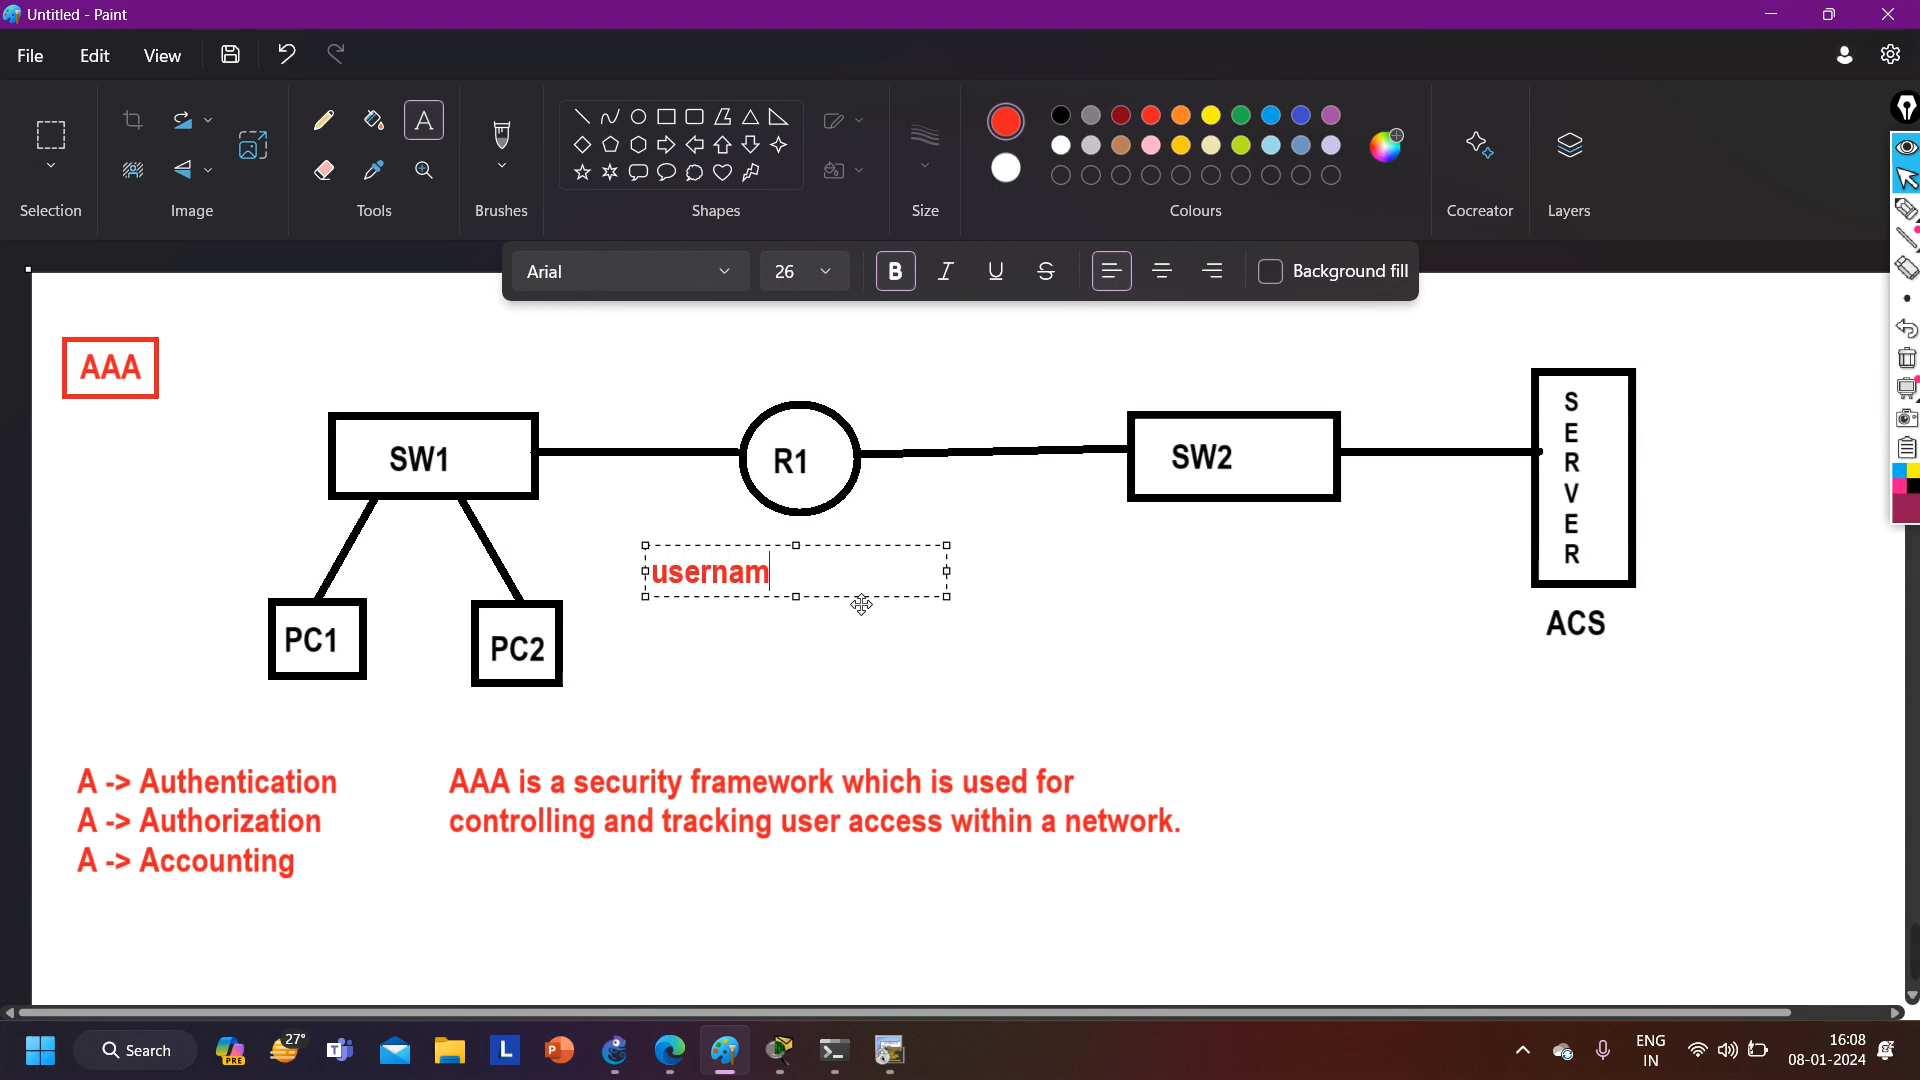 Untitled - Paint
File Edit View
Selection Image Tools Brushes Shapes Size Colours Cocreator Layers
Arial 26 B I U S Background fill
AAA
SW1 R1 SW2
S
E
R
V
E
R
usernam
ACS
PC1 PC2
A -> Authentication
A -> Authorization
A -> Accounting
AAA is a security framework which is used for
controlling and tracking user access within a network.
Search
PRE
27°
L
ENG
IN
16:08
08-01-2024